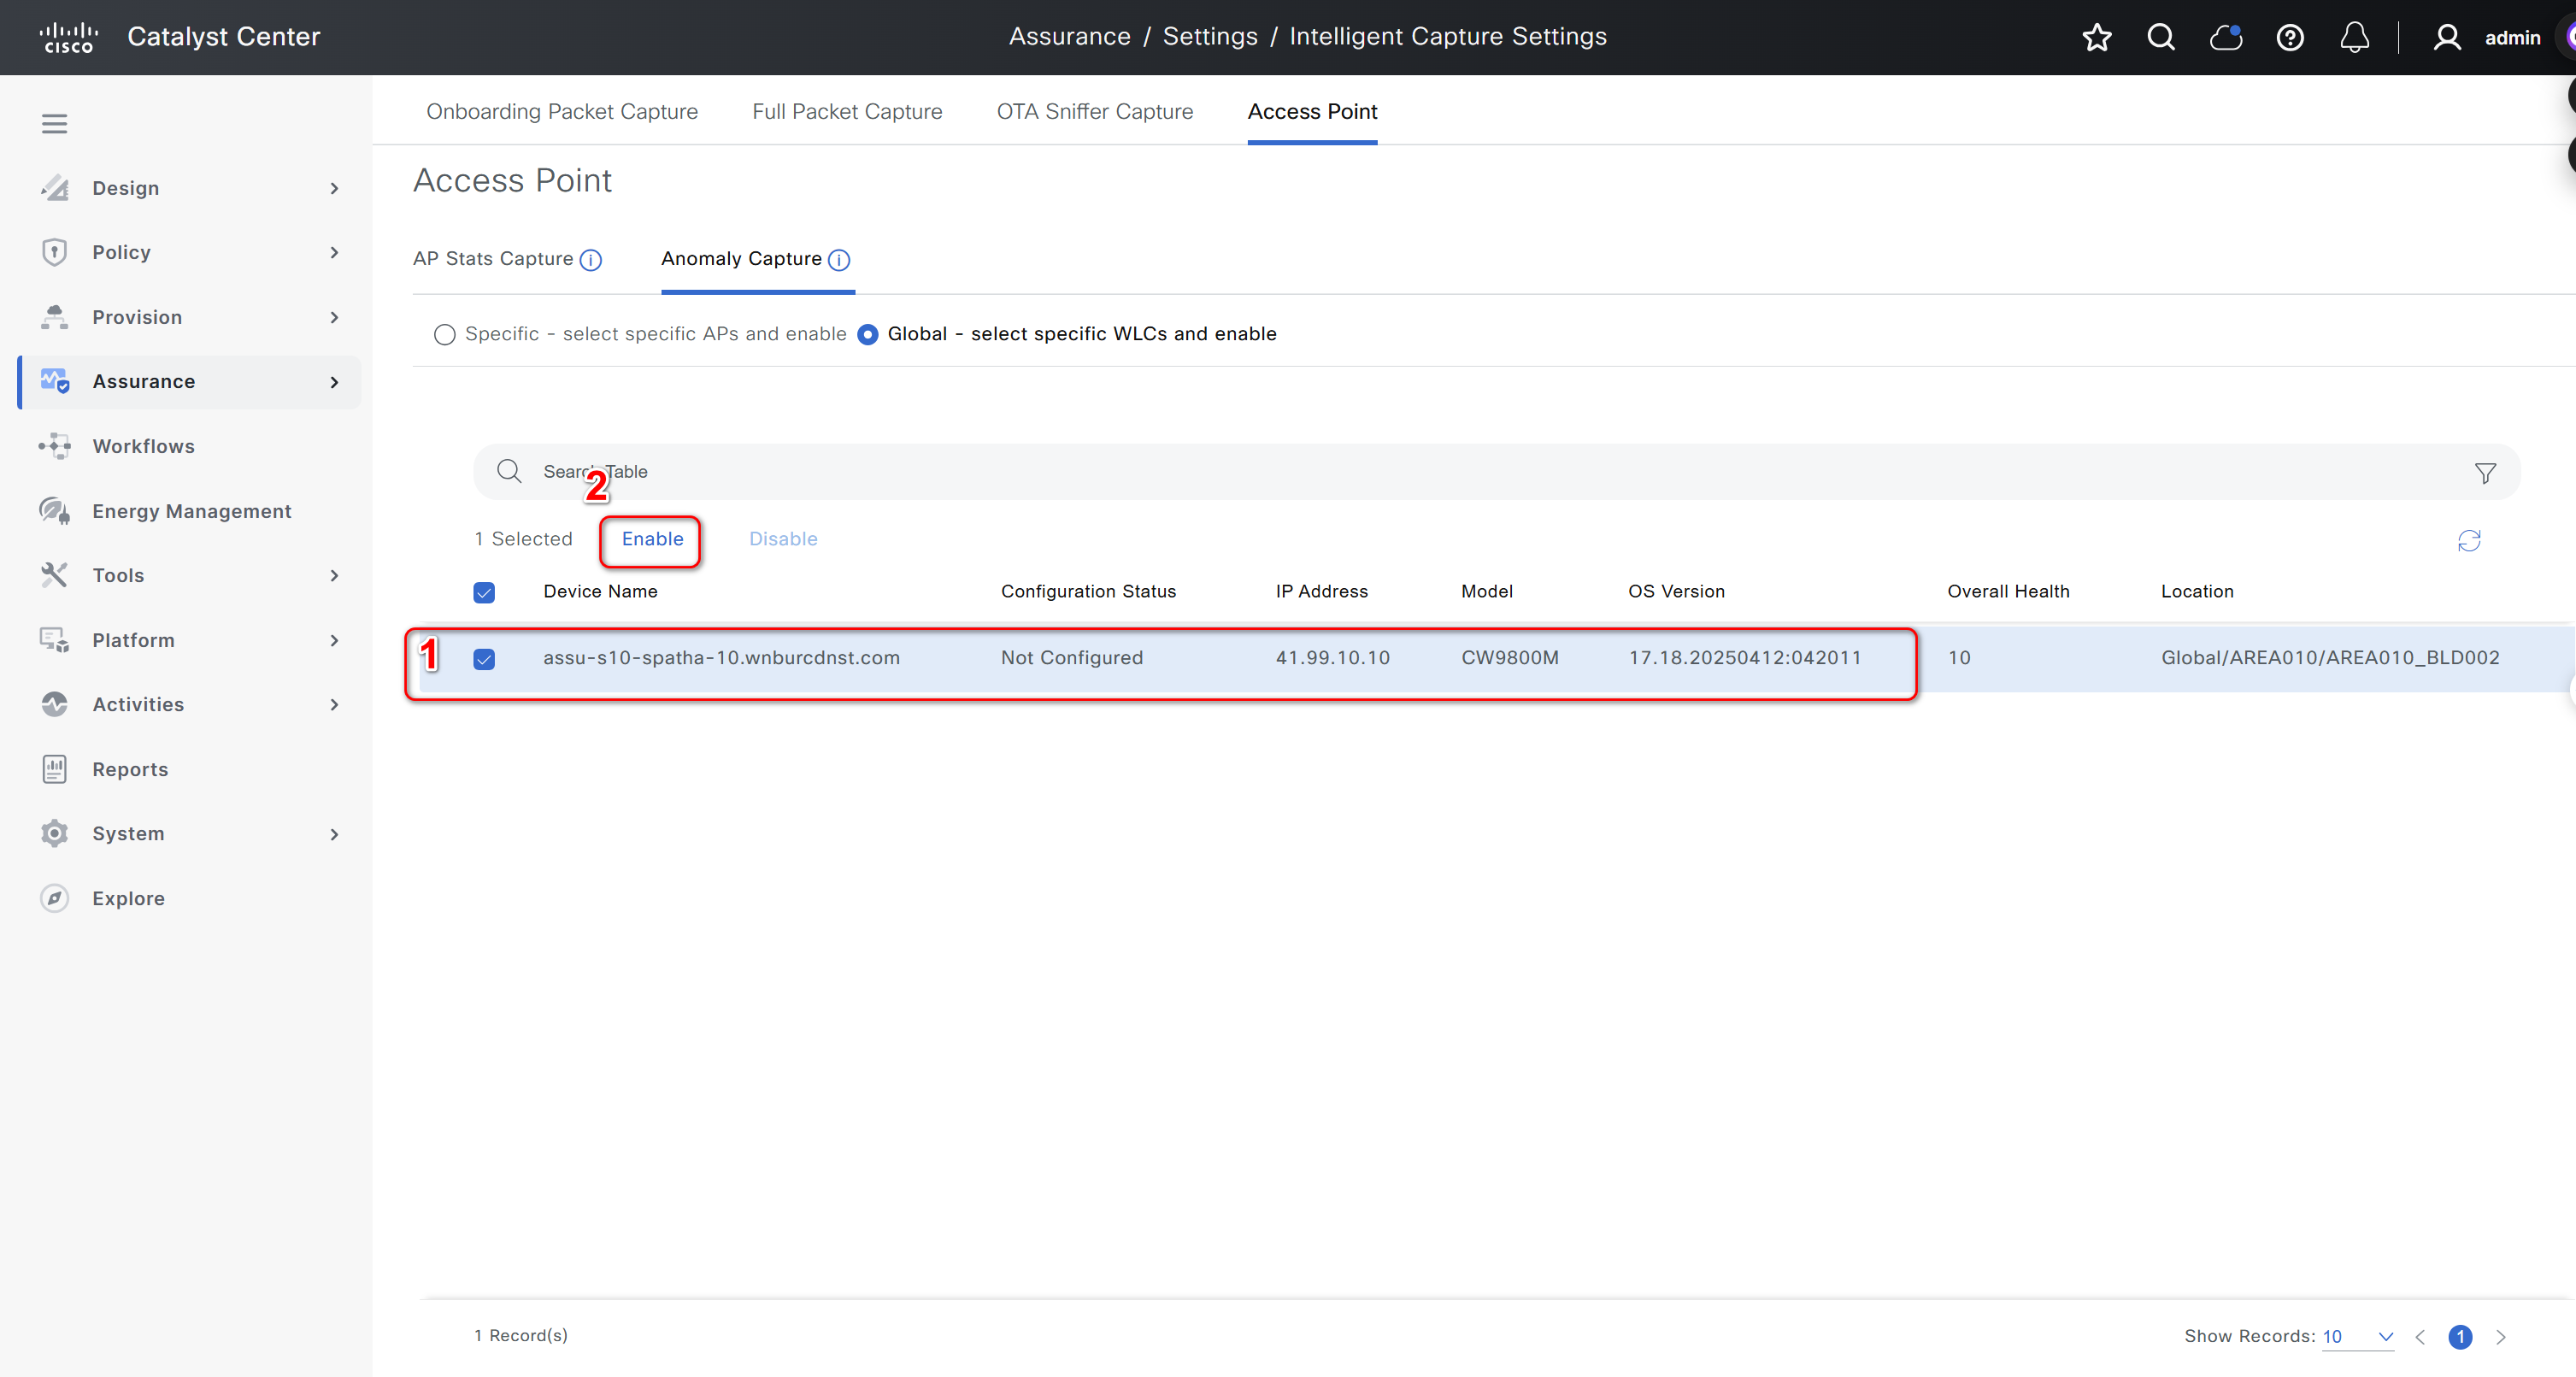 CISCO Catalyst Center
Assurance / Settings / Intelligent Capture Settings
admin
Onboarding Packet Capture Full Packet Capture OTA Sniffer Capture Access Point
Design
Policy
Provision
Assurance
Workflows
Energy Management
Tools
Platform
Activities
Reports
System
Explore
Access Point
AP Stats Capture i Anomaly Capture i
Specific - select specific APs and enable Global - select specific WLCs and enable
Search Table
2
1 Selected Enable Disable
Device Name Configuration Status IP Address Model OS Version Overall Health Location
1
assu-s10-spatha-10.wnburcdnst.com Not Configured 41.99.10.10 CW9800M 17.18.20250412:042011 10 Global/AREA010/AREA010_BLD002
1 Record(s)
Show Records: 10 1